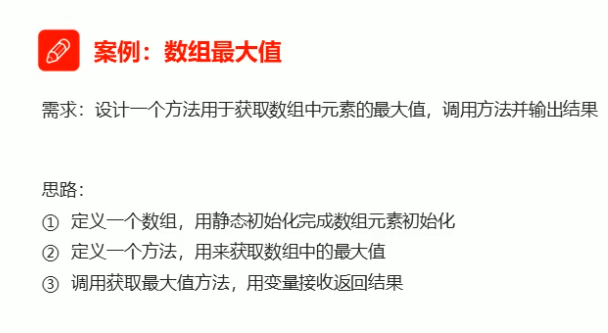 案例：数组最大值
需求：设计一个方法用于获取数组中元素的最大值，调用方法并输出结果
思路：
① 定义一个数组，用静态初始化完成数组元素初始化
② 定义一个方法，用来获取数组中的最大值
③ 调用获取最大值方法，用变量接收返回结果